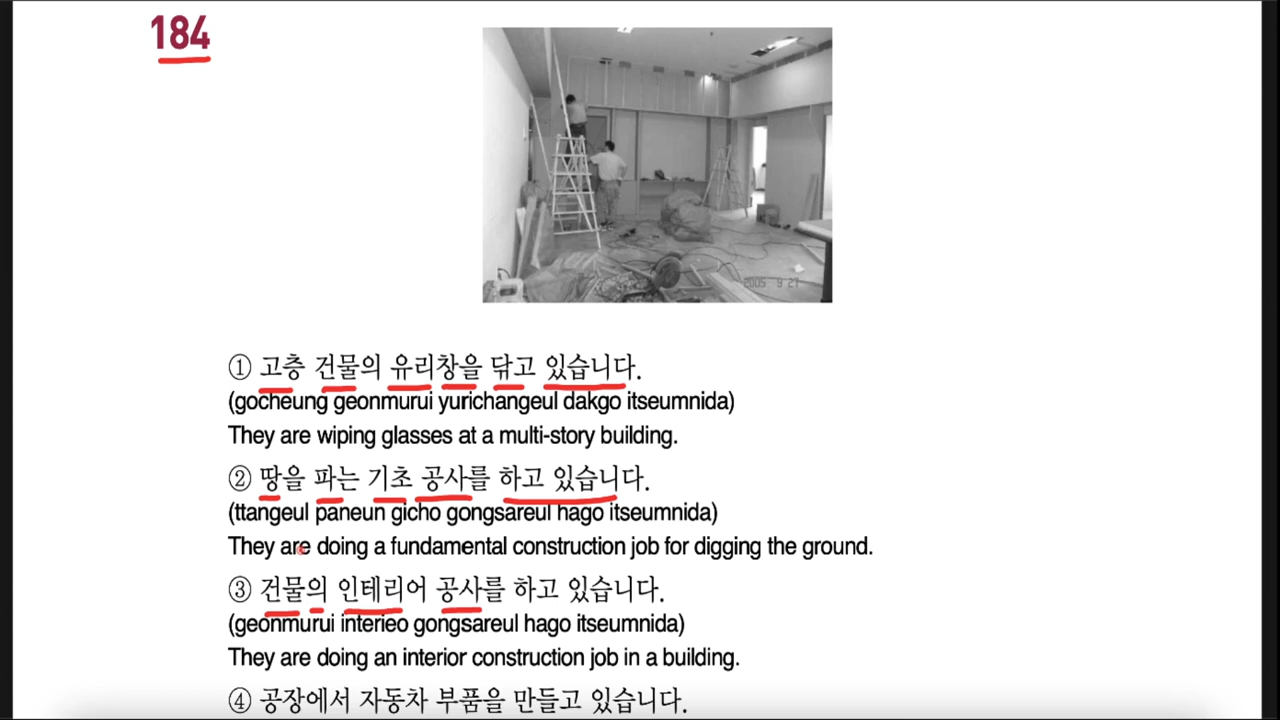 184
2005 9 27
① 고층 건물의 유리창을 닦고 있습니다.
(gocheung geonmurui yurichangeul dakgo itseumnida)
They are wiping glasses at a multi-story building.
② 땅을 파는 기초 공사를 하고 있습니다.
(ttangeul paneun gicho gongsareul hago itseumnida)
They are doing a fundamental construction job for digging the ground.
③ 건물의 인테리어 공사를 하고 있습니다.
(geonmurui interieo gongsareul hago itseumnida)
They are doing an interior construction job in a building.
④ 공장에서 자동차 부품을 만들고 있습니다.